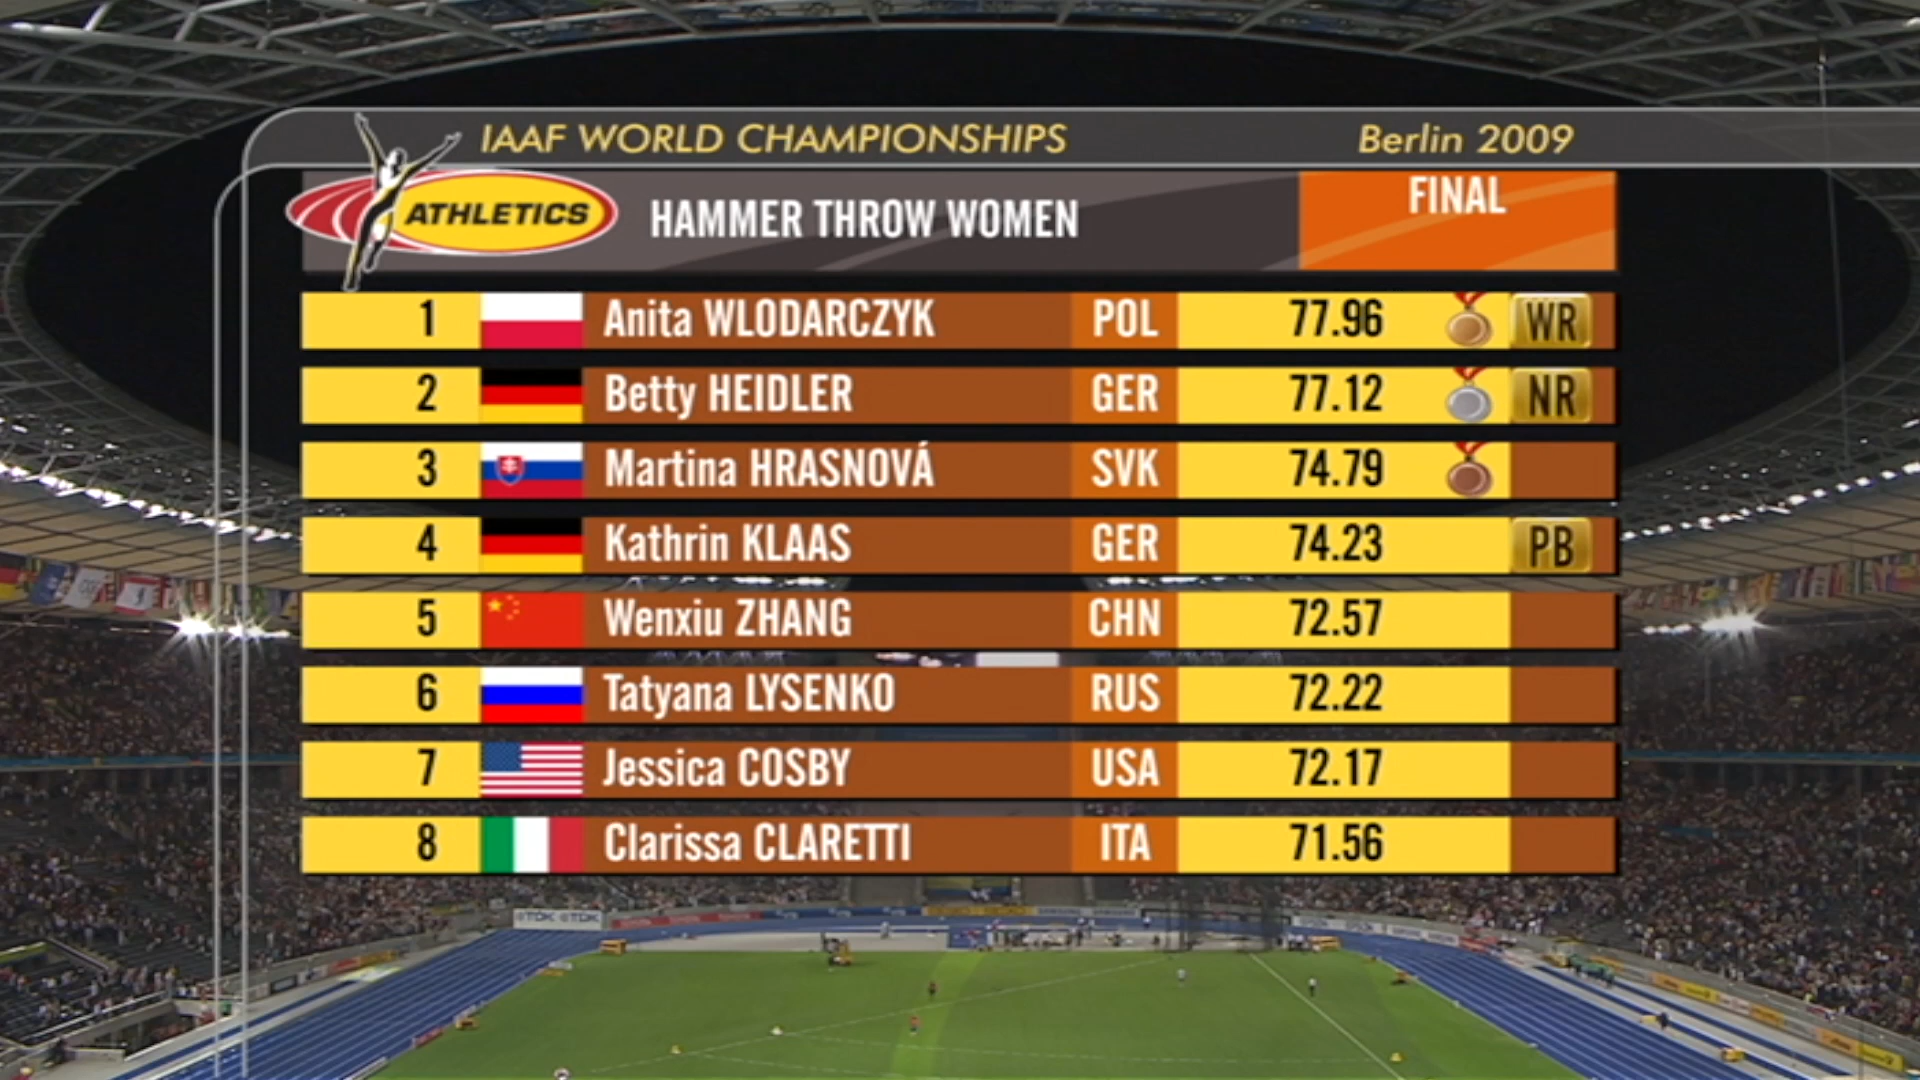 IAAF WORLD CHAMPIONSHIPS Berlin 2009
ATHLETICS HAMMER THROW WOMEN FINAL
1 Anita WLODARCZYK POL 77.96 WR
2 Betty HEIDLER GER 77.12 NR
3 Martina HRASNOVÁ SVK 74.79
4 Kathrin KLAAS GER 74.23 PB
5 Wenxiu ZHANG CHN 72.57
6 Tatyana LYSENKO RUS 72.22
7 Jessica COSBY USA 72.17
8 Clarissa CLARETTI ITA 71.56
TDK TDK